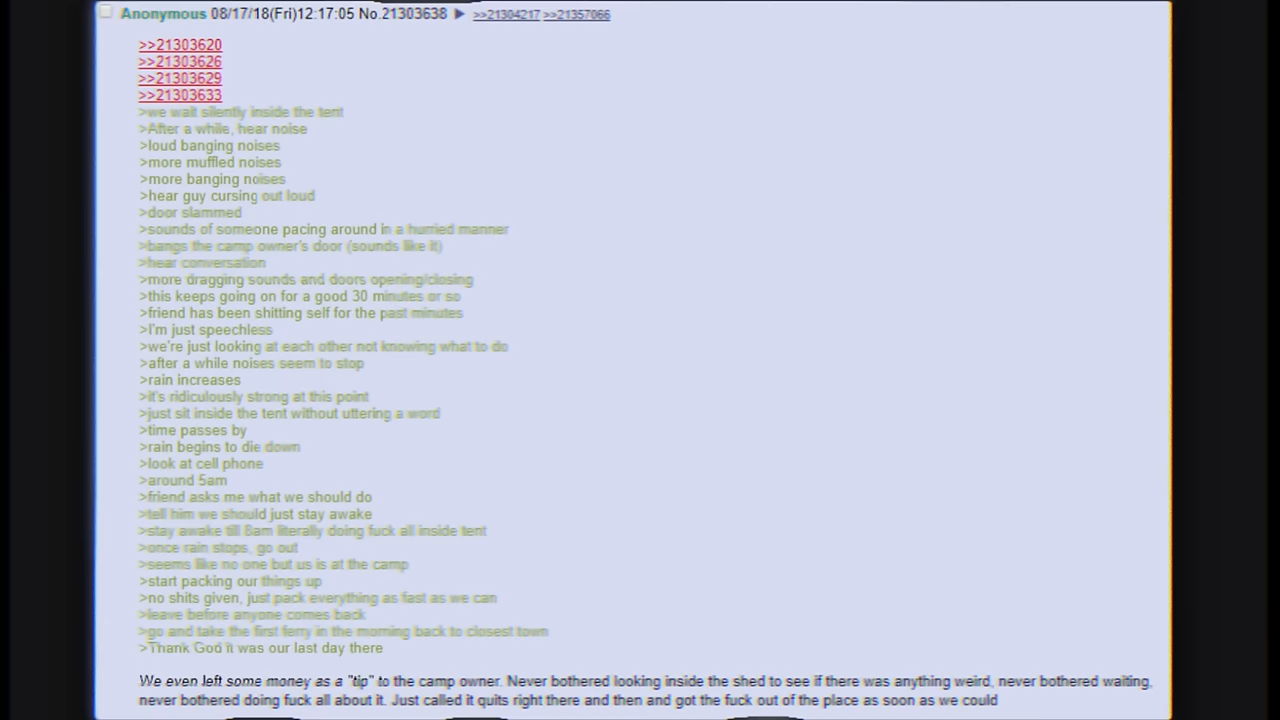 Anonymous 08/17/18(Fri)12:17:05 No.21303638 ▶ >>21304217 >>21357066
>>21303620
>>21303626
>>21303629
>>21303633
>we wait silently inside the tent
>After a while, hear noise
>loud banging noises
>more muffled noises
>more banging noises
>hear guy cursing out loud
>door slammed
>sounds of someone pacing around in a hurried manner
>bangs the camp owner's door (sounds like it)
>hear conversation
>more dragging sounds and doors opening/closing
>this keeps going on for a good 30 minutes or so
>friend has been shitting self for the past minutes
>I'm just speechless
>we're just looking at each other not knowing what to do
>after a while noises seem to stop
>rain increases
>it's ridiculously strong at this point
>just sit inside the tent without uttering a word
>time passes by
>rain begins to die down
>look at cell phone
>around 5am
>friend asks me what we should do
>tell him we should just stay awake
>stay awake till 8am literally doing fuck all inside tent
>once rain stops, go out
>seems like no one but us is at the camp
>start packing our things up
>no shits given, just pack everything as fast as we can
>leave before anyone comes back
>go and take the first ferry in the morning back to closest town
>Thank God it was our last day there
We even left some money as a "tip" to the camp owner. Never bothered looking inside the shed to see if there was anything weird, never bothered waiting,
never bothered doing fuck all about it. Just called it quits right there and then and got the fuck out of the place as soon as we could